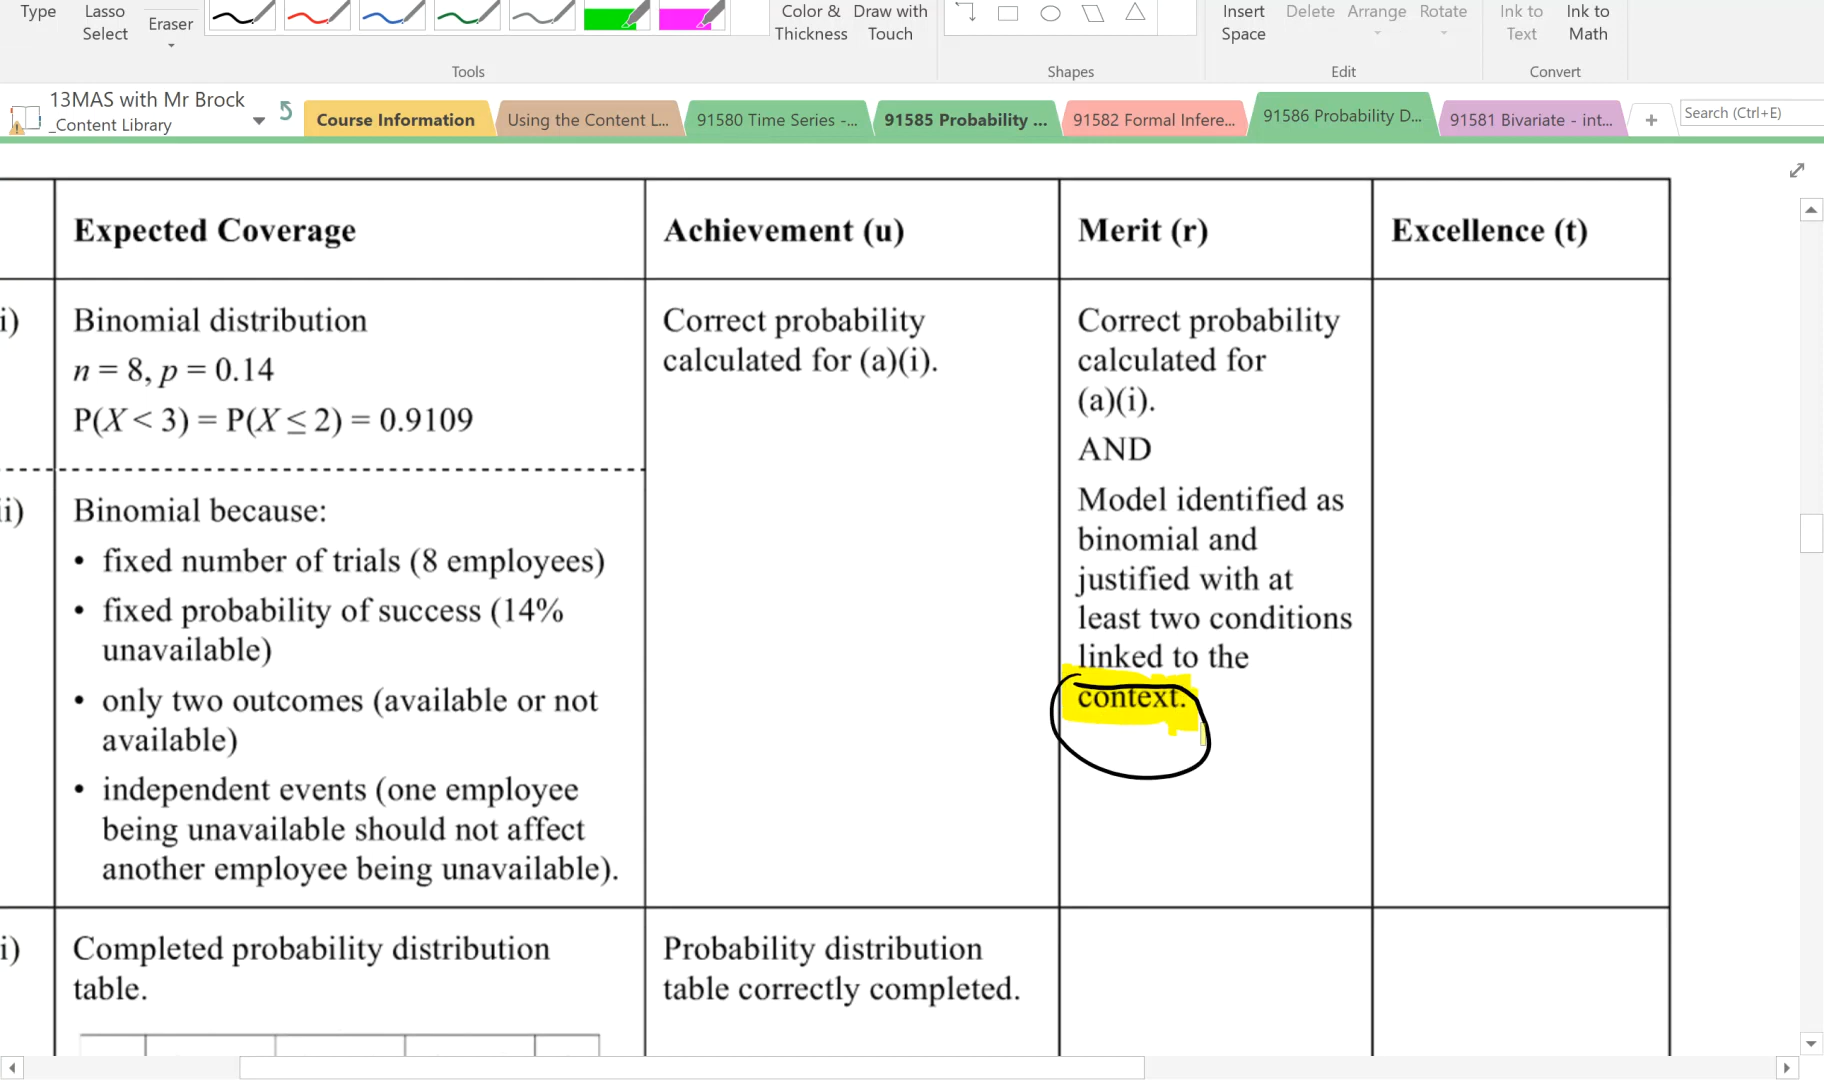 Type
Lasso
Select
Eraser
Color &
Thickness
Draw with
Touch
Insert
Space
Delete
Arrange
Rotate
Ink to
Text
Ink to
Math
Tools
Shapes
Edit
Convert
13MAS with Mr Brock
_Content Library
Course Information
Using the Content L...
91580 Time Series -...
91585 Probability ...
91582 Formal Infere...
91586 Probability D...
91581 Bivariate - int...
+
Search (Ctrl+E)
Expected Coverage
Achievement (u)
Merit (r)
Excellence (t)
i)
Binomial distribution
n = 8, p = 0.14
P(X < 3) = P(X ≤ 2) = 0.9109
ii)
Binomial because:
• fixed number of trials (8 employees)
• fixed probability of success (14%
unavailable)
• only two outcomes (available or not
available)
• independent events (one employee
being unavailable should not affect
another employee being unavailable).
Correct probability
calculated for (a)(i).
Correct probability
calculated for
(a)(i).
AND
Model identified as
binomial and
justified with at
least two conditions
linked to the
context.
i)
Completed probability distribution
table.
Probability distribution
table correctly completed.